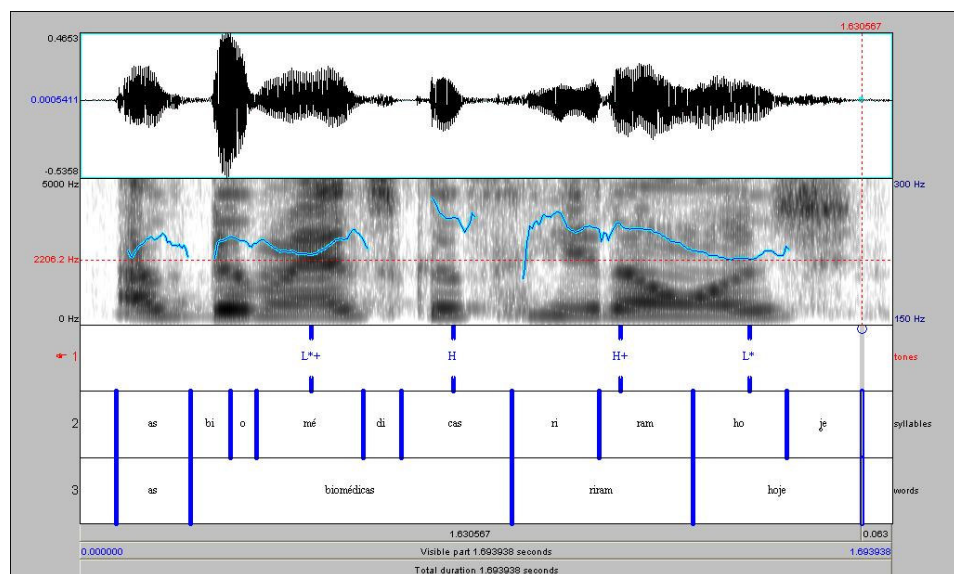 1.630567
0.4653
0.0005411
-0.5358
5000 Hz 300 Hz
2206.2 Hz
0 Hz 150 Hz
1 L*+ H H+ L* tones
2 as bi o mé di cas ri ram ho je syllables
3 as biomédicas riram hoje words
1.630567 0.063
0.000000 Visible part 1.693938 seconds 1.693938
Total duration 1.693938 seconds